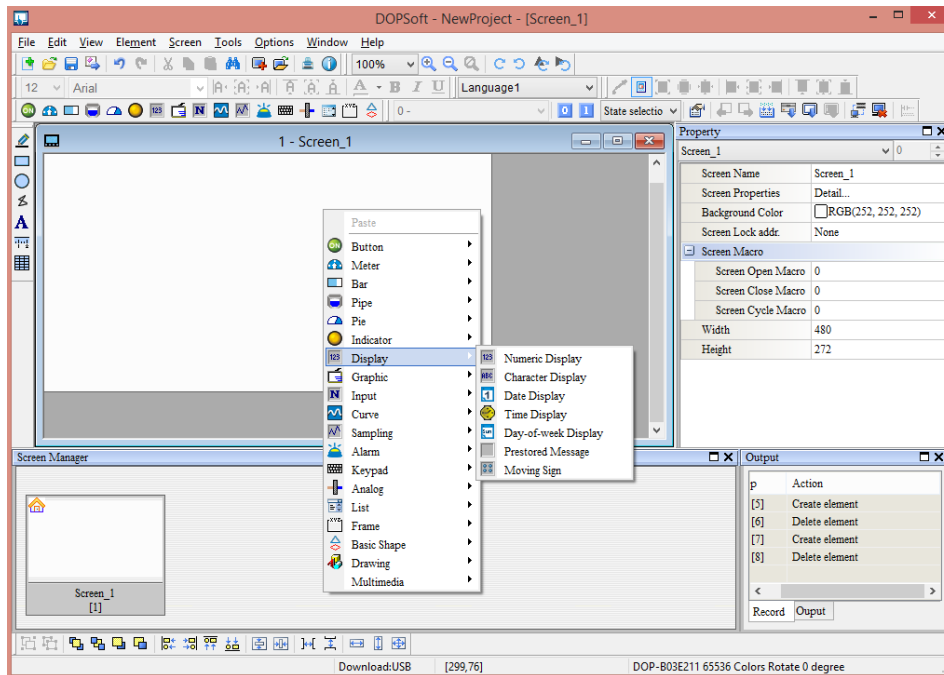 DOPSoft - NewProject - [Screen_1]
File Edit View Element Screen Tools Options Window Help
100%
12 Arial A B I U Language1
0 - 0 1 State selectio
1 - Screen_1
Property
Screen_1 0
Screen Name Screen_1
Screen Properties Detail...
Background Color RGB(252, 252, 252)
Screen Lock addr. None
Screen Macro
Screen Open Macro 0
Screen Close Macro 0
Screen Cycle Macro 0
Width 480
Height 272
A
Paste
Button
Meter
Bar
Pipe
Pie
Indicator
Display
Graphic
Input
Curve
Sampling
Alarm
Keypad
Analog
List
Frame
Basic Shape
Drawing
Multimedia
Numeric Display
Character Display
Date Display
Time Display
Day-of-week Display
Prestored Message
Moving Sign
Screen Manager
Screen_1
[1]
Output
p Action
[5] Create element
[6] Delete element
[7] Create element
[8] Delete element
Record Ouput
Download:USB [299,76] DOP-B03E211 65536 Colors Rotate 0 degree